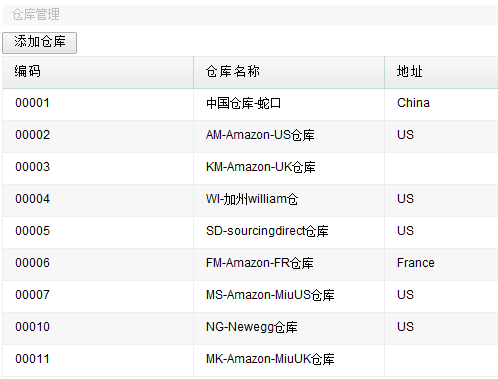 仓库管理
添加仓库
编码 仓库名称 地址
00001 中国仓库-蛇口 China
00002 AM-Amazon-US仓库 US
00003 KM-Amazon-UK仓库
00004 WI-加州william仓 US
00005 SD-sourcingdirect仓库 US
00006 FM-Amazon-FR仓库 France
00007 MS-Amazon-MiuUS仓库 US
00010 NG-Newegg仓库 US
00011 MK-Amazon-MiuUK仓库